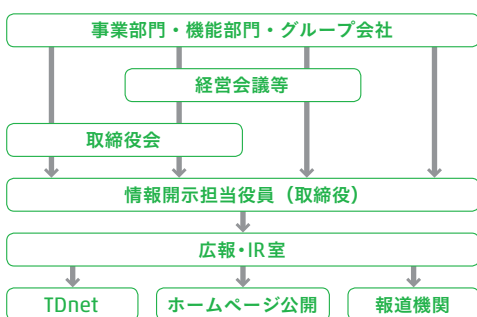 事業部門・機能部門・グループ会社
経営会議等
取締役会
情報開示担当役員（取締役）
広報・IR室
TDnet
ホームページ公開
報道機関